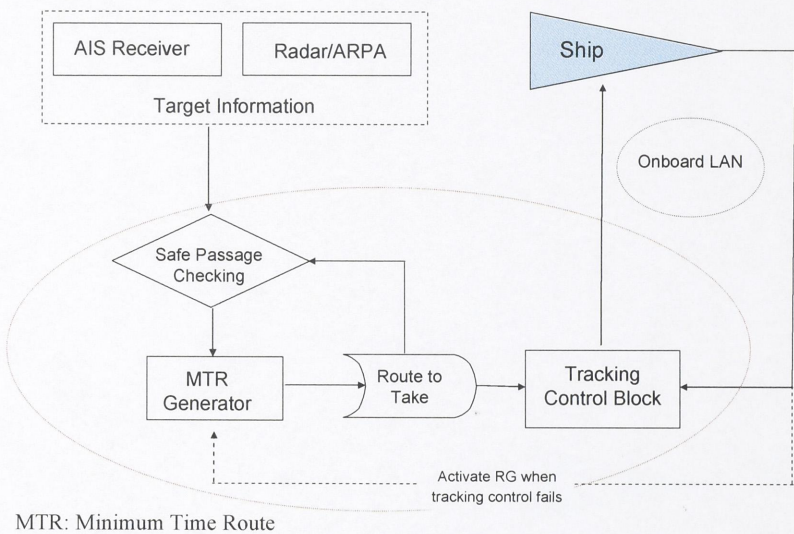 AIS Receiver
Radar/ARPA
Target Information
Ship
Onboard LAN
Safe Passage
Checking
MTR
Generator
Route to
Take
Tracking
Control Block
Activate RG when
tracking control fails
MTR: Minimum Time Route